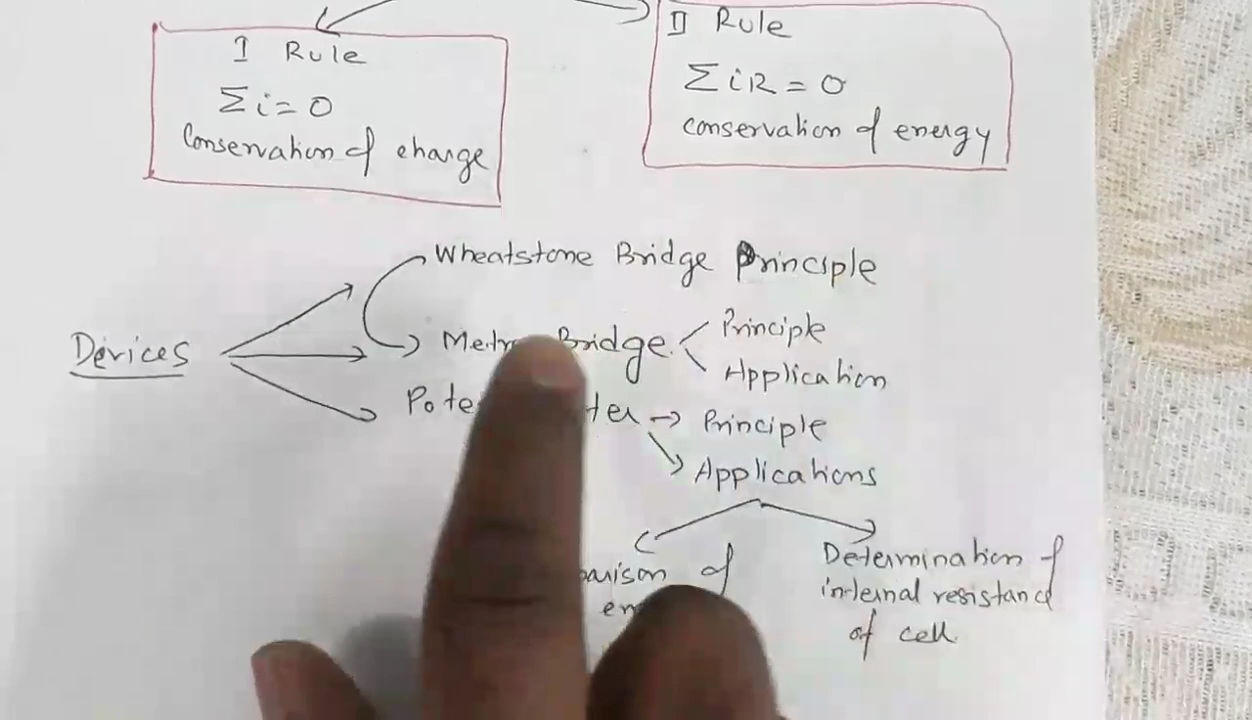 I Rule
Σi=0
Conservation of charge
II Rule
ΣiR=0
conservation of energy
Wheatstone Bridge Principle
Devices
Bridge
Principle
Application
Principle
Applications
of
Determination of
internal resistance
of cell